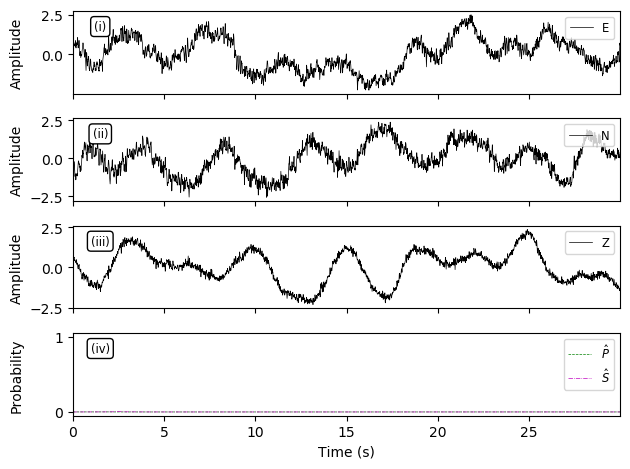 2.5
0.0
Amplitude
(i)
E
2.5
0.0
−2.5
Amplitude
(ii)
N
2.5
0.0
−2.5
Amplitude
(iii)
Z
1
0
Probability
(iv)
P̂
Ŝ
0 5 10 15 20 25
Time (s)